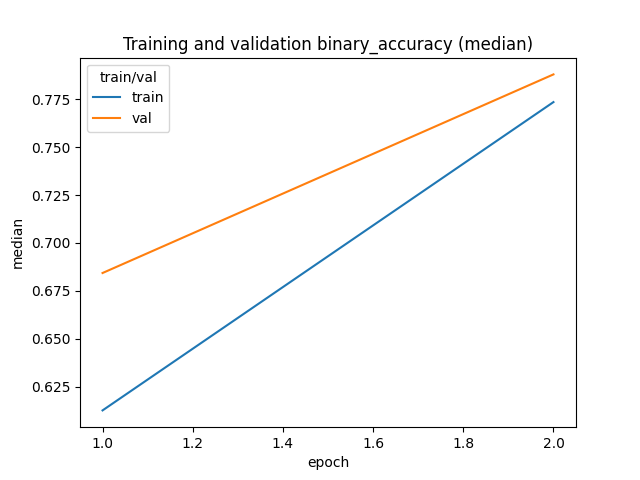 Training and validation binary_accuracy (median)
train/val
train
val
0.775
0.750
0.725
0.700
0.675
0.650
0.625
median
1.0 1.2 1.4 1.6 1.8 2.0
epoch